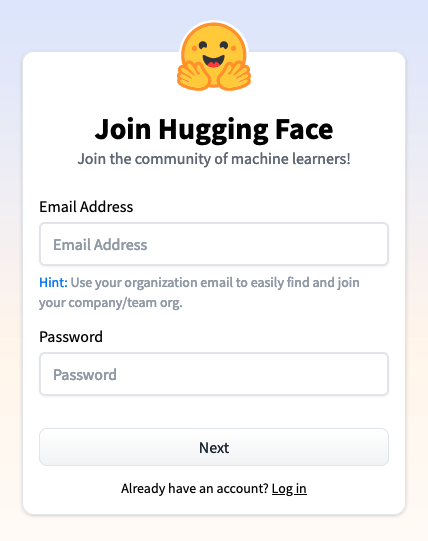 Join Hugging Face
Join the community of machine learners!
Email Address
Email Address
Hint: Use your organization email to easily find and join
your company/team org.
Password
Password
Next
Already have an account? Log in